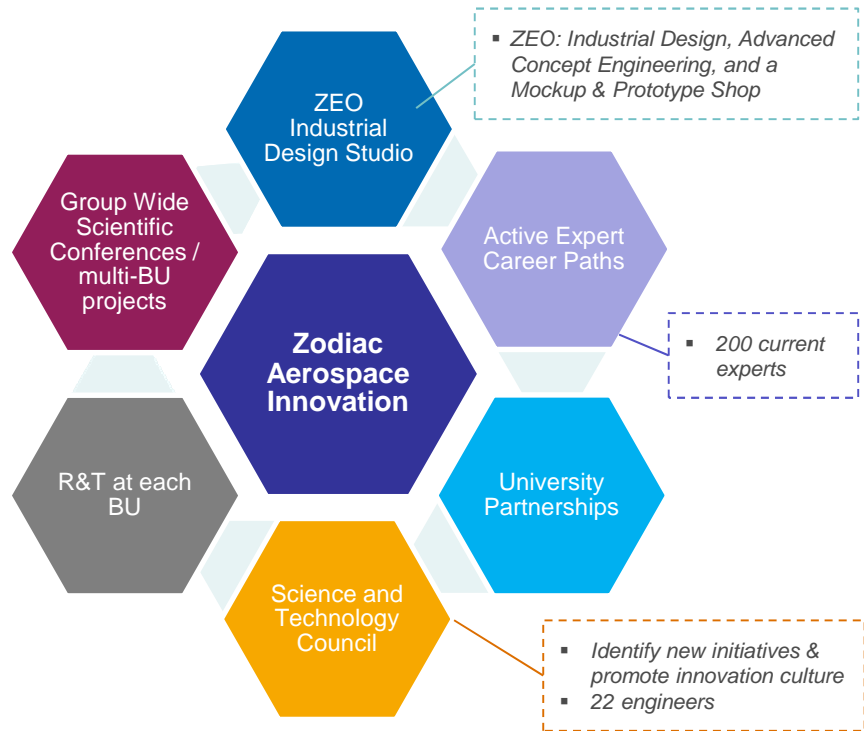 ▪ ZEO: Industrial Design, Advanced
Concept Engineering, and a
Mockup & Prototype Shop
ZEO
Industrial
Design Studio
Group Wide
Scientific
Conferences /
multi-BU
projects
Active Expert
Career Paths
▪ 200 current
experts
Zodiac
Aerospace
Innovation
R&T at each
BU
University
Partnerships
Science and
Technology
Council
▪ Identify new initiatives &
promote innovation culture
▪ 22 engineers